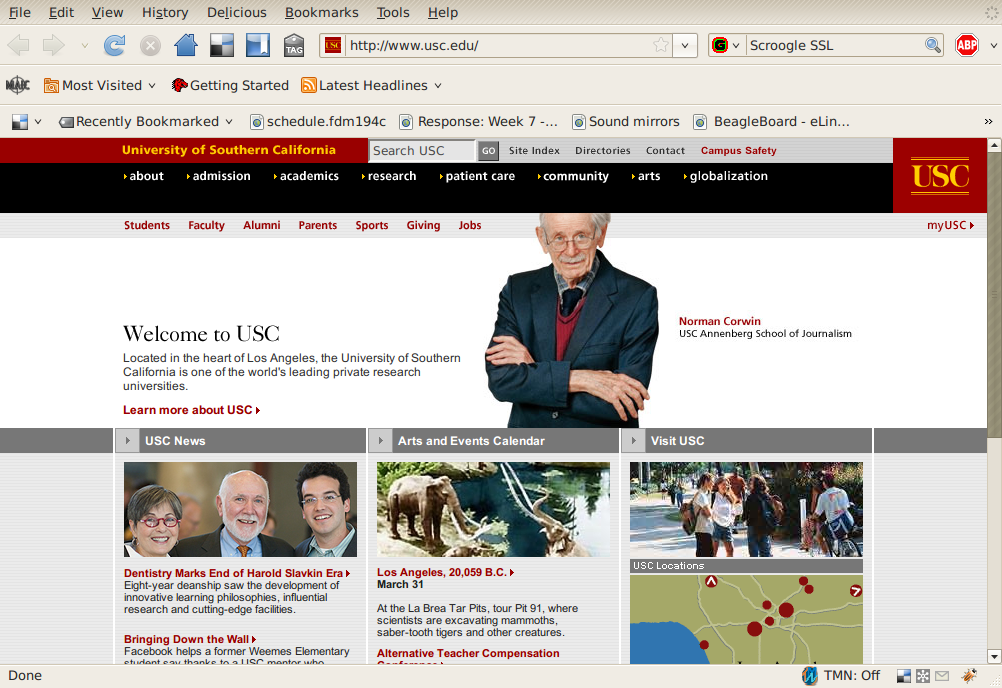 File Edit View History Delicious Bookmarks Tools Help
TAG USC http://www.usc.edu/ G Scroogle SSL ABP
Most Visited Getting Started Latest Headlines
Recently Bookmarked schedule.fdm194c Response: Week 7 -... Sound mirrors BeagleBoard - eLin... »
University of Southern California Search USC GO Site Index Directories Contact Campus Safety
USC
about admission academics research patient care community arts globalization
Students Faculty Alumni Parents Sports Giving Jobs myUSC
Norman Corwin
USC Annenberg School of Journalism
Welcome to USC
Located in the heart of Los Angeles, the University of Southern
California is one of the world's leading private research
universities.
Learn more about USC
USC News
Dentistry Marks End of Harold Slavkin Era
Eight-year deanship saw the development of
innovative learning philosophies, influential
research and cutting-edge facilities.
Bringing Down the Wall
Facebook helps a former Weemes Elementary
student say thanks to a USC mentor who
Arts and Events Calendar
Los Angeles, 20,059 B.C.
March 31
At the La Brea Tar Pits, tour Pit 91, where
scientists are excavating mammoths,
saber-tooth tigers and other creatures.
Alternative Teacher Compensation
Conference
Visit USC
USC Locations
Done TMN: Off